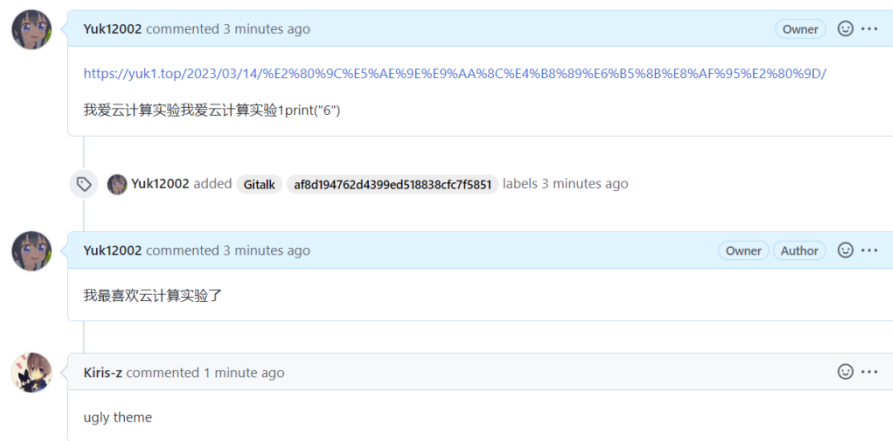 Yuk12002 commented 3 minutes ago Owner
https://yuk1.top/2023/03/14/%E2%80%9C%E5%AE%9E%E9%AA%8C%E4%B8%89%E6%B5%8B%E8%AF%95%E2%80%9D/
我爱云计算实验我爱云计算实验1print("6")
Yuk12002 added Gitalk af8d194762d4399ed518838cfc7f5851 labels 3 minutes ago
Yuk12002 commented 3 minutes ago Owner Author
我最喜欢云计算实验了
Kiris-z commented 1 minute ago
ugly theme